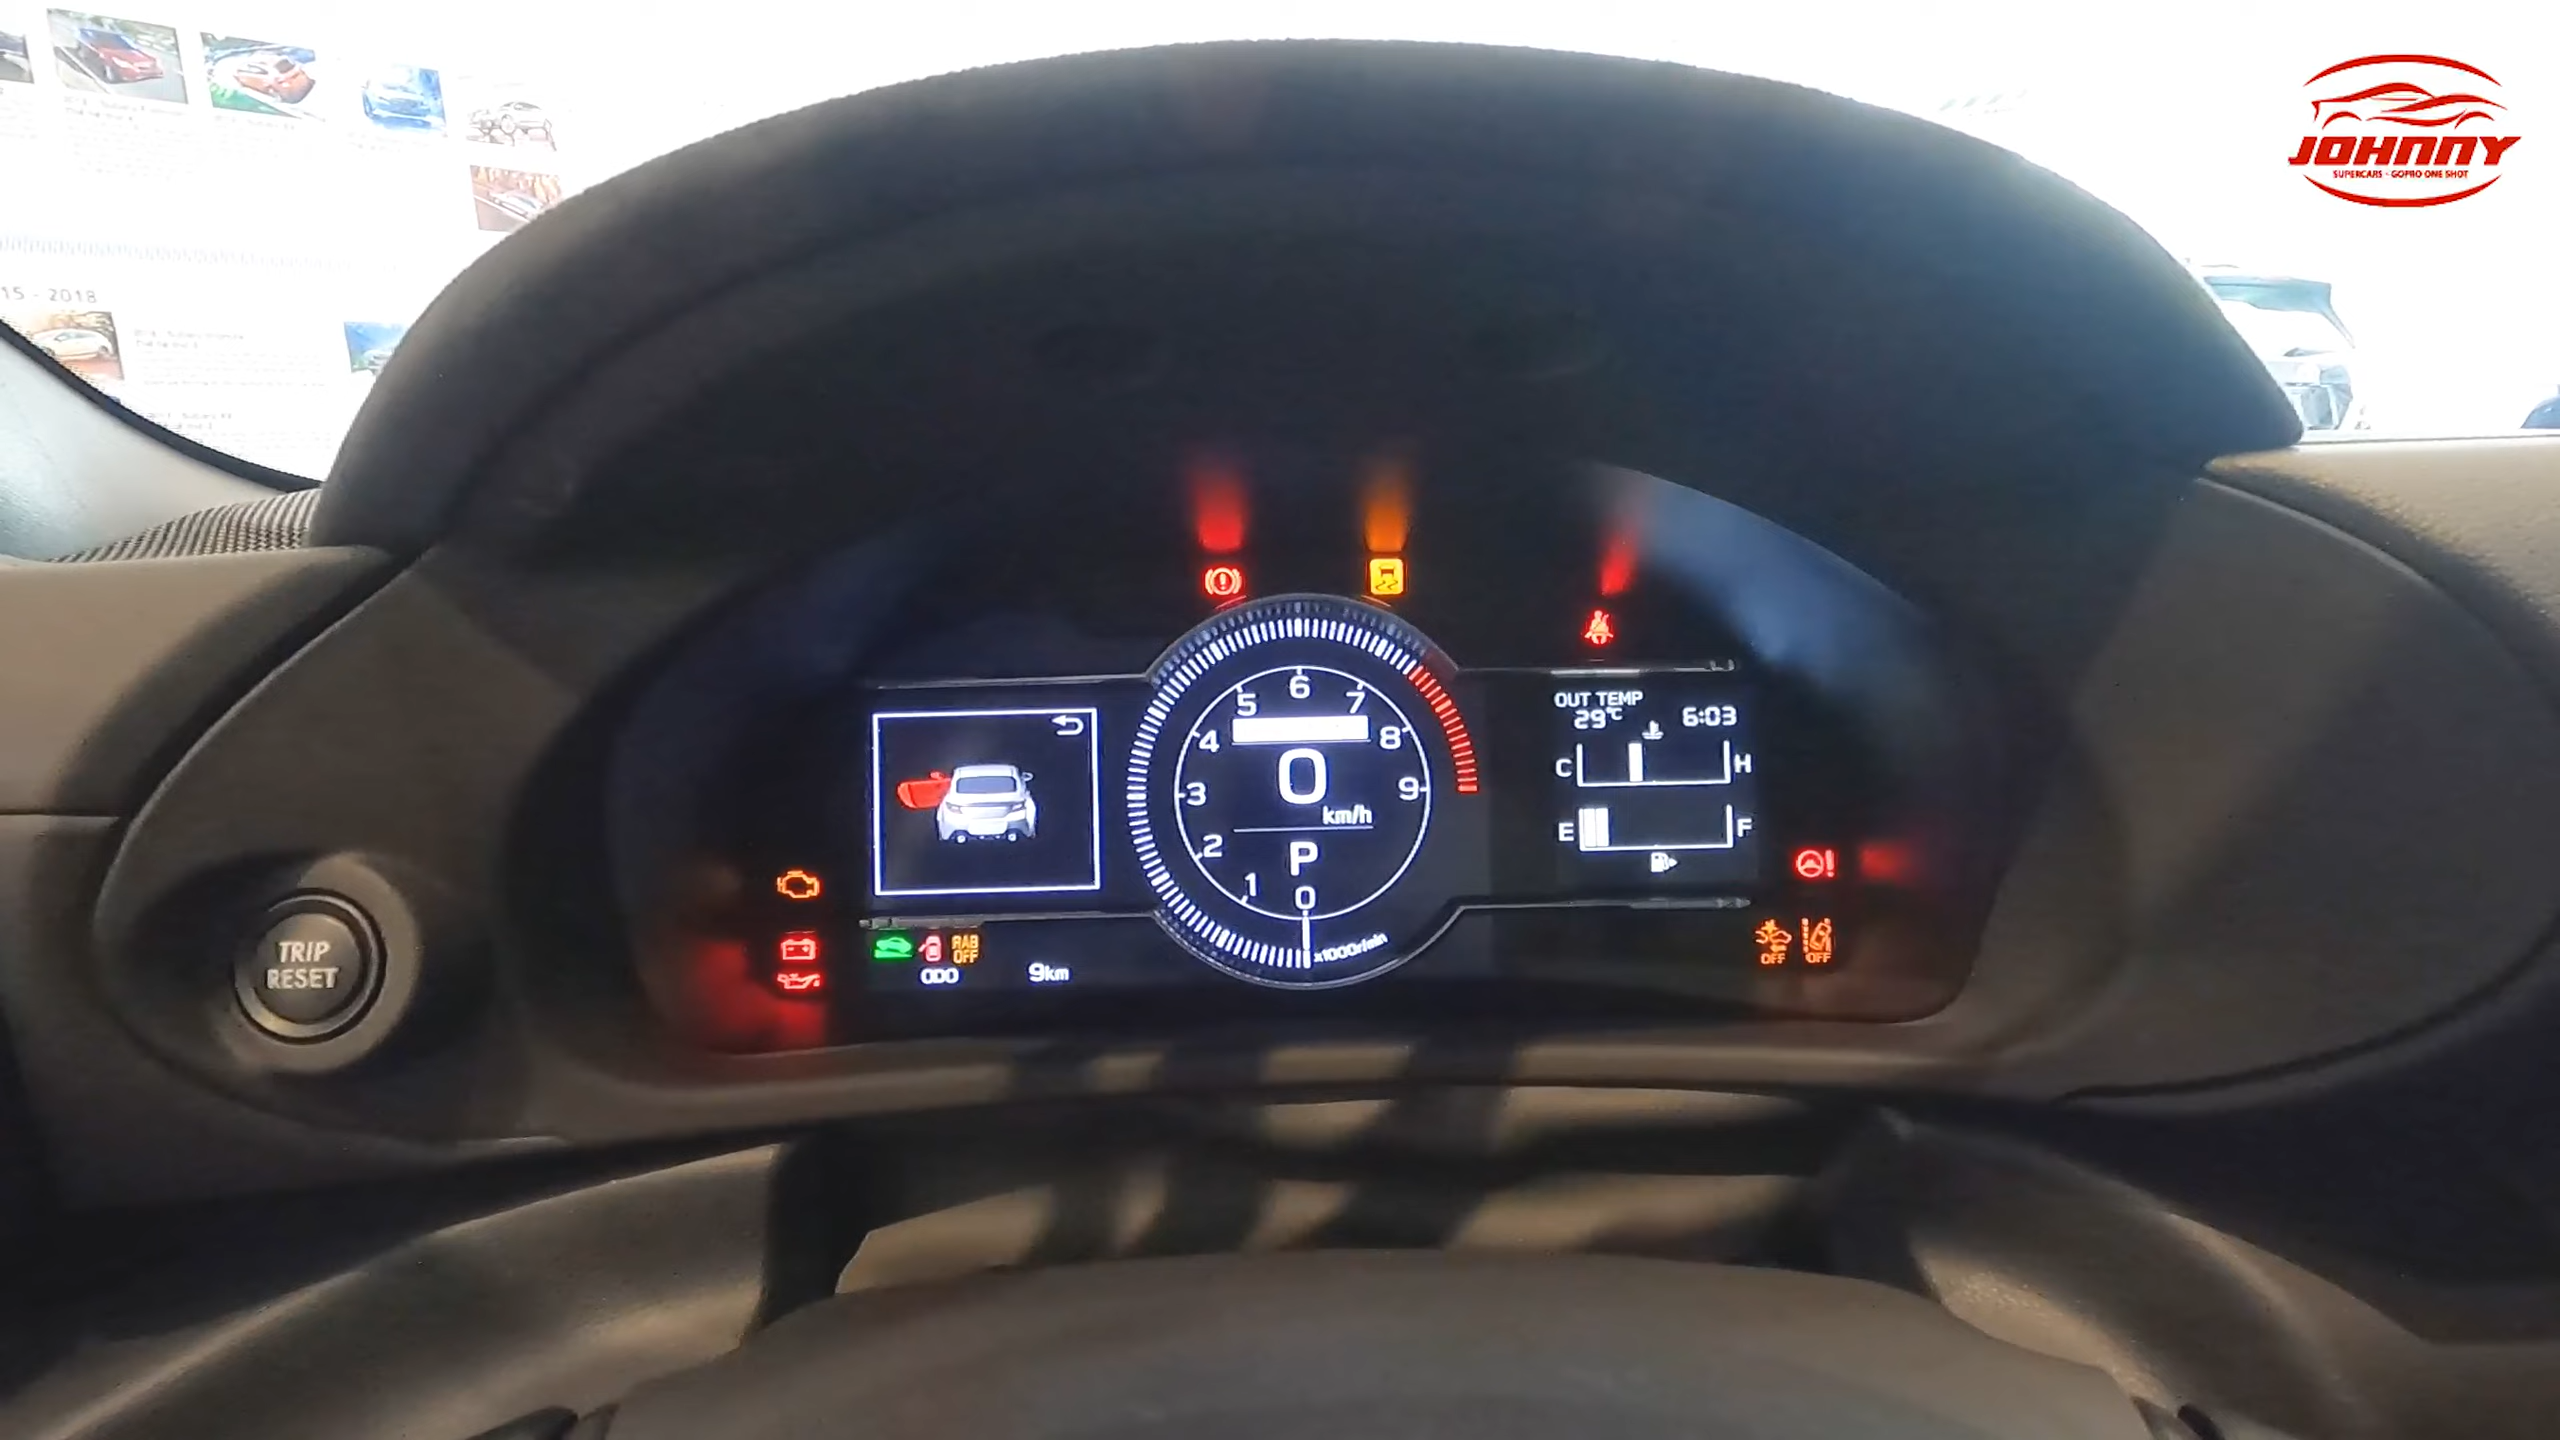 JOHNNY
SUPERCARS - GOPRO ONE SHOT
15 - 2018
OUT TEMP
29°C 6:03
C H
E F
5 6 7
4 8
3 9
2
1
0
km/h
P
0
x1000r/min
RAB
OFF
ODO 9km
OFF OFF
TRIP
RESET